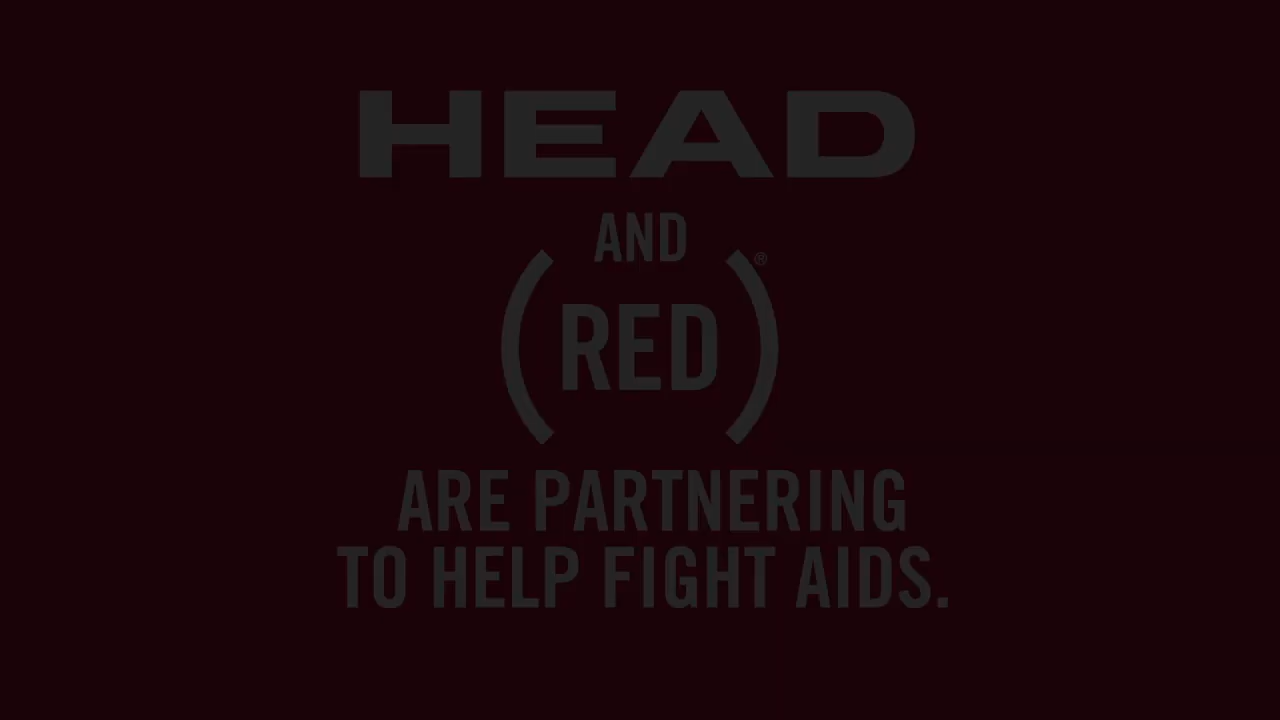 HEAD
AND
(RED)®
ARE PARTNERING
TO HELP FIGHT AIDS.